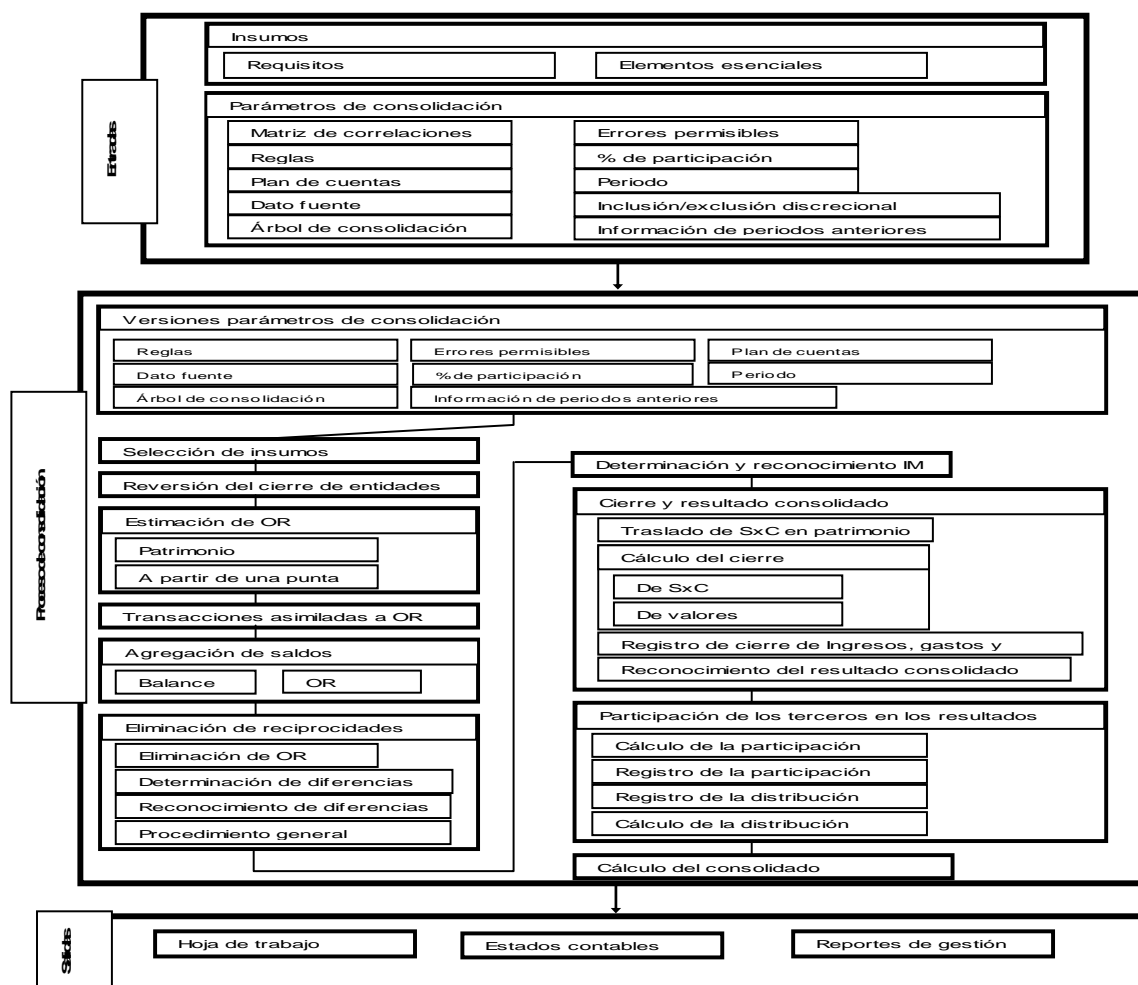 Entradas
Insumos
Requisitos
Elementos esenciales
Parámetros de consolidación
Matriz de correlaciones
Errores permisibles
Reglas
% de participación
Plan de cuentas
Periodo
Dato fuente
Inclusión/exclusión discrecional
Árbol de consolidación
Información de periodos anteriores
Proceso de consolidación
Versiones parámetros de consolidación
Reglas
Errores permisibles
Plan de cuentas
Dato fuente
% de participación
Periodo
Árbol de consolidación
Información de periodos anteriores
Selección de insumos
Reversión del cierre de entidades
Estimación de OR
Patrimonio
A partir de una punta
Transacciones asimiladas a OR
Agregación de saldos
Balance
OR
Eliminación de reciprocidades
Eliminación de OR
Determinación de diferencias
Reconocimiento de diferencias
Procedimiento general
Determinación y reconocimiento IM
Cierre y resultado consolidado
Traslado de SxC en patrimonio
Cálculo del cierre
De SxC
De valores
Registro de cierre de Ingresos, gastos y
Reconocimiento del resultado consolidado
Participación de los terceros en los resultados
Cálculo de la participación
Registro de la participación
Registro de la distribución
Cálculo de la distribución
Cálculo del consolidado
Salidas
Hoja de trabajo
Estados contables
Reportes de gestión